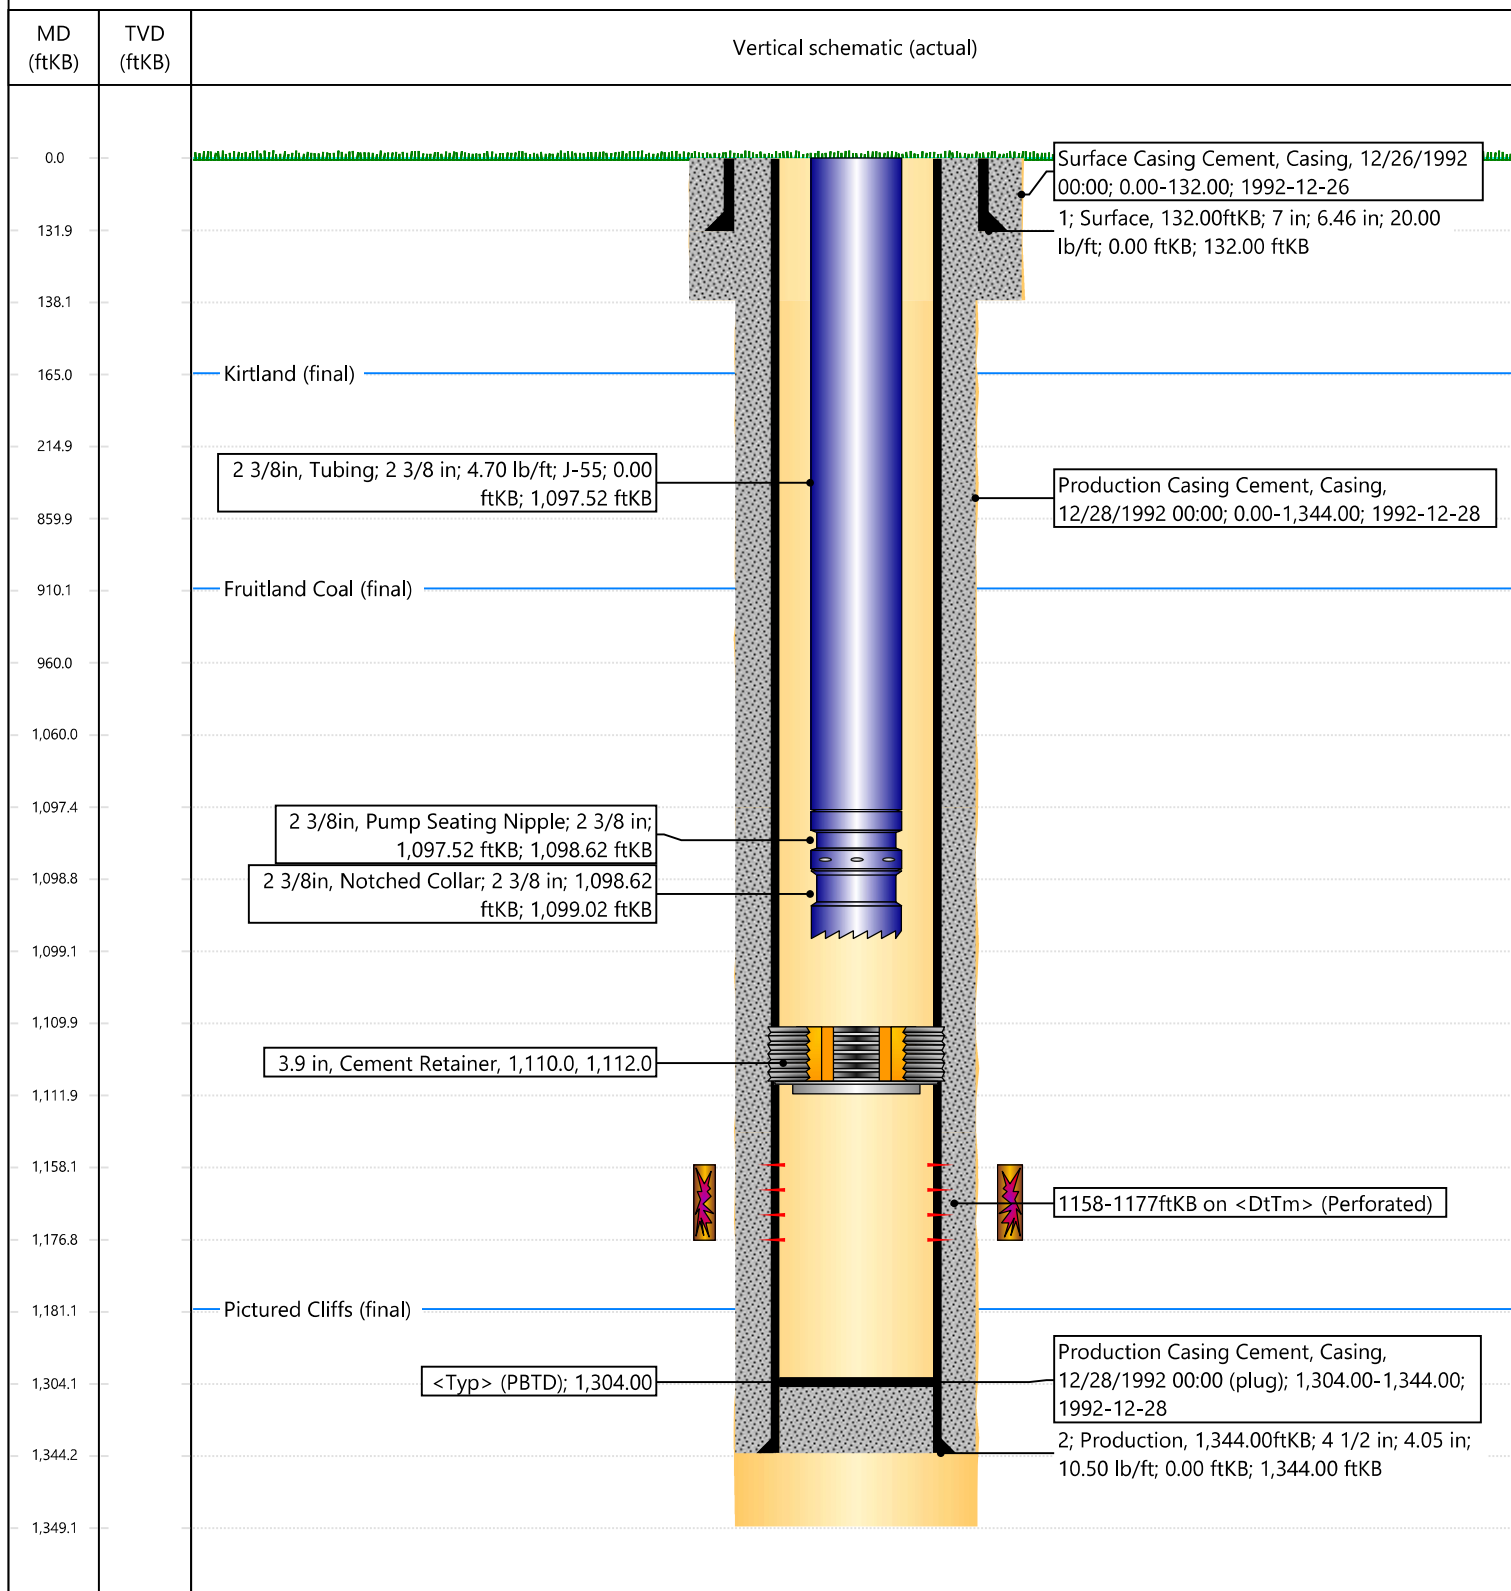 MD
(ftKB)
TVD
(ftKB)
Vertical schematic (actual)
0.0
Surface Casing Cement, Casing, 12/26/1992
00:00; 0.00-132.00; 1992-12-26
131.9
1; Surface, 132.00ftKB; 7 in; 6.46 in; 20.00
lb/ft; 0.00 ftKB; 132.00 ftKB
138.1
165.0
Kirtland (final)
214.9
2 3/8in, Tubing; 2 3/8 in; 4.70 lb/ft; J-55; 0.00
ftKB; 1,097.52 ftKB
Production Casing Cement, Casing,
12/28/1992 00:00; 0.00-1,344.00; 1992-12-28
859.9
910.1
Fruitland Coal (final)
960.0
1,060.0
1,097.4
2 3/8in, Pump Seating Nipple; 2 3/8 in;
1,097.52 ftKB; 1,098.62 ftKB
1,098.8
2 3/8in, Notched Collar; 2 3/8 in; 1,098.62
ftKB; 1,099.02 ftKB
1,099.1
1,109.9
3.9 in, Cement Retainer, 1,110.0, 1,112.0
1,111.9
1,158.1
1158-1177ftKB on <DtTm> (Perforated)
1,176.8
1,181.1
Pictured Cliffs (final)
1,304.1
<Typ> (PBTD); 1,304.00
Production Casing Cement, Casing,
12/28/1992 00:00 (plug); 1,304.00-1,344.00;
1992-12-28
1,344.2
2; Production, 1,344.00ftKB; 4 1/2 in; 4.05 in;
10.50 lb/ft; 0.00 ftKB; 1,344.00 ftKB
1,349.1